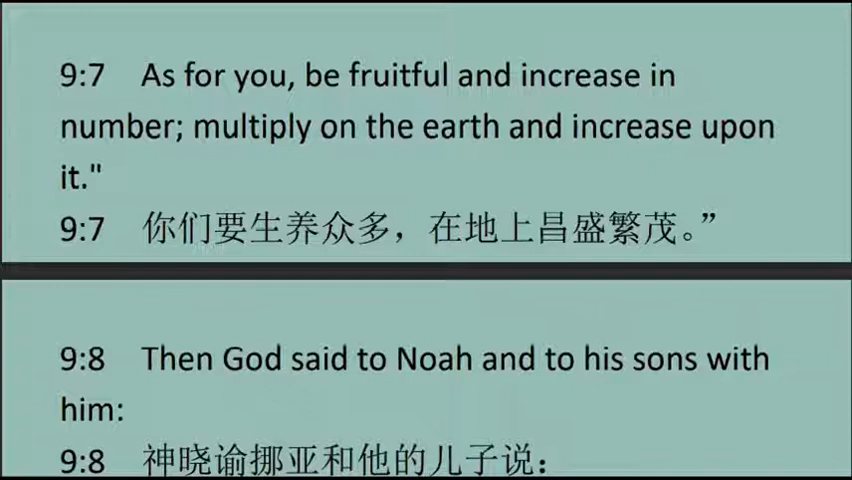 9:7 As for you, be fruitful and increase in
number; multiply on the earth and increase upon
it."
9:7 你们要生养众多，在地上昌盛繁茂。”
9:8 Then God said to Noah and to his sons with
him:
9:8 神晓谕挪亚和他的儿子说：